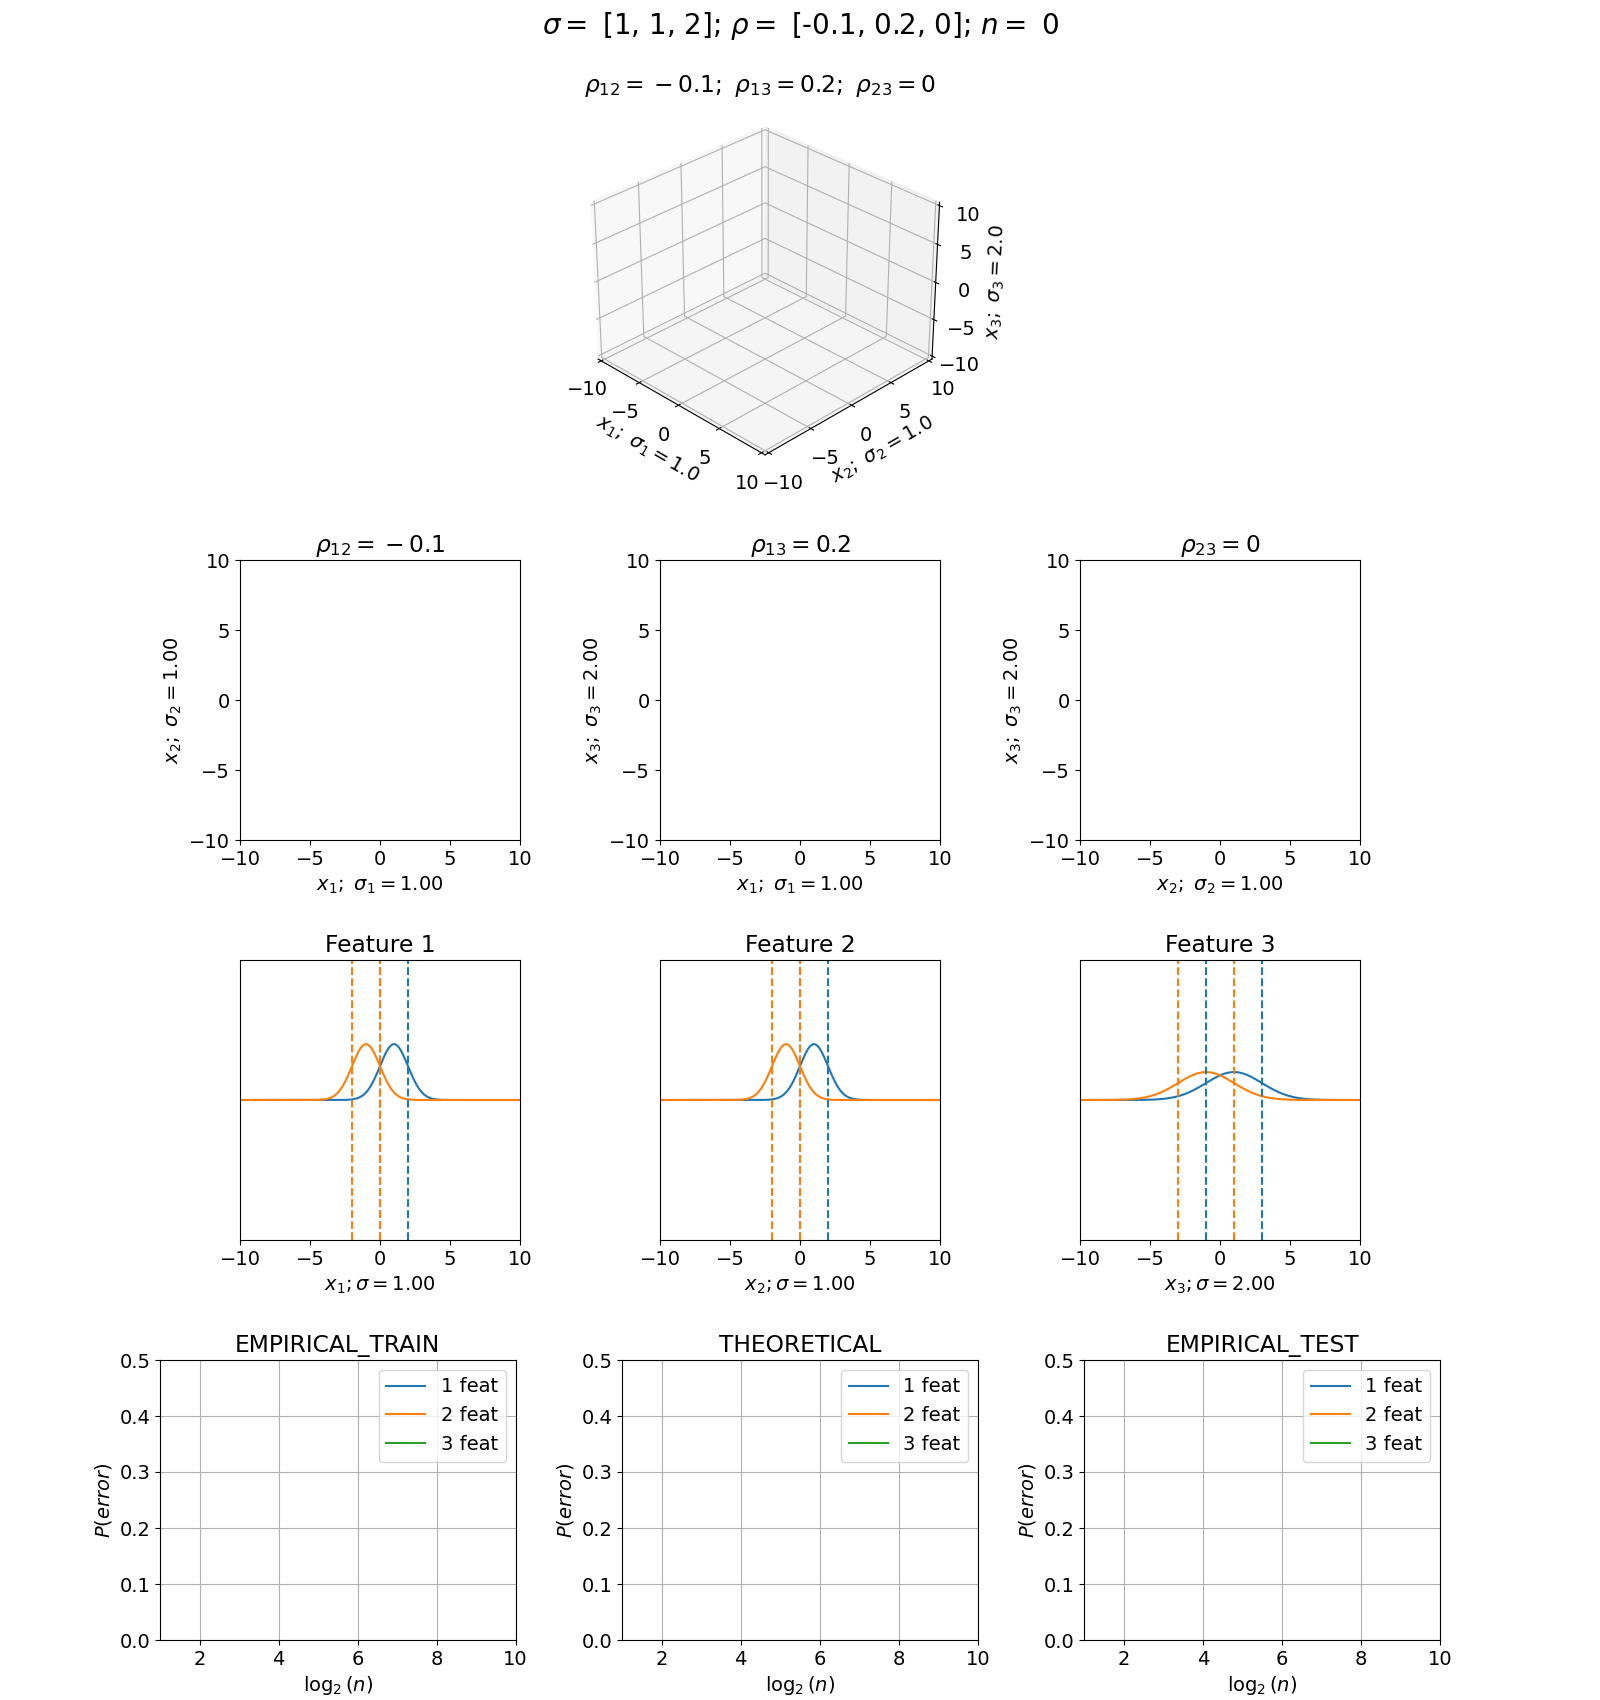 σ = [1, 1, 2]; ρ = [-0.1, 0.2, 0]; n = 0
ρ₁₂ = −0.1; ρ₁₃ = 0.2; ρ₂₃ = 0
10
5
0
−5
−10
x₃; σ₃ = 2.0
−10
−5
0
5
10
x₁; σ₁ = 1.0
−10
−5
0
5
10
x₂; σ₂ = 1.0
ρ₁₂ = −0.1
10
5
0
−5
−10
x₂; σ₂ = 1.00
−10 −5 0 5 10
x₁; σ₁ = 1.00
ρ₁₃ = 0.2
10
5
0
−5
−10
x₃; σ₃ = 2.00
−10 −5 0 5 10
x₁; σ₁ = 1.00
ρ₂₃ = 0
10
5
0
−5
−10
x₃; σ₃ = 2.00
−10 −5 0 5 10
x₂; σ₂ = 1.00
Feature 1
−10 −5 0 5 10
x₁; σ = 1.00
Feature 2
−10 −5 0 5 10
x₂; σ = 1.00
Feature 3
−10 −5 0 5 10
x₃; σ = 2.00
EMPIRICAL_TRAIN
0.5
0.4
0.3
0.2
0.1
0.0
P(error)
1 feat
2 feat
3 feat
2 4 6 8 10
log₂(n)
THEORETICAL
0.5
0.4
0.3
0.2
0.1
0.0
P(error)
1 feat
2 feat
3 feat
2 4 6 8 10
log₂(n)
EMPIRICAL_TEST
0.5
0.4
0.3
0.2
0.1
0.0
P(error)
1 feat
2 feat
3 feat
2 4 6 8 10
log₂(n)